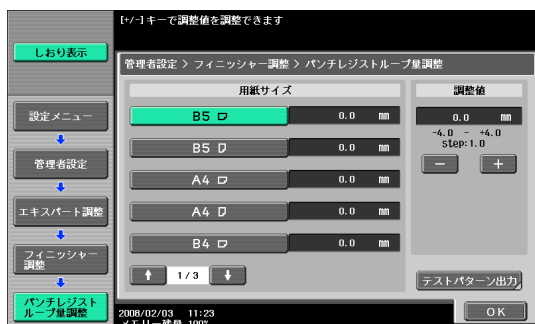 [+/-]キーで調整値を調整できます
しおり表示
管理者設定 > フィニッシャー調整 > パンチレジストループ量調整
用紙サイズ
調整値
設定メニュー
管理者設定
エキスパート調整
フィニッシャー
調整
パンチレジスト
ループ量調整
B5
0.0 mm
B5
0.0 mm
A4
0.0 mm
A4
0.0 mm
B4
0.0 mm
0.0 mm
-4.0 - +4.0
step:1.0
- +
↑ 1/3 ↓
テストパターン出力
2008/02/03 11:23
メモリー残量 100%
OK